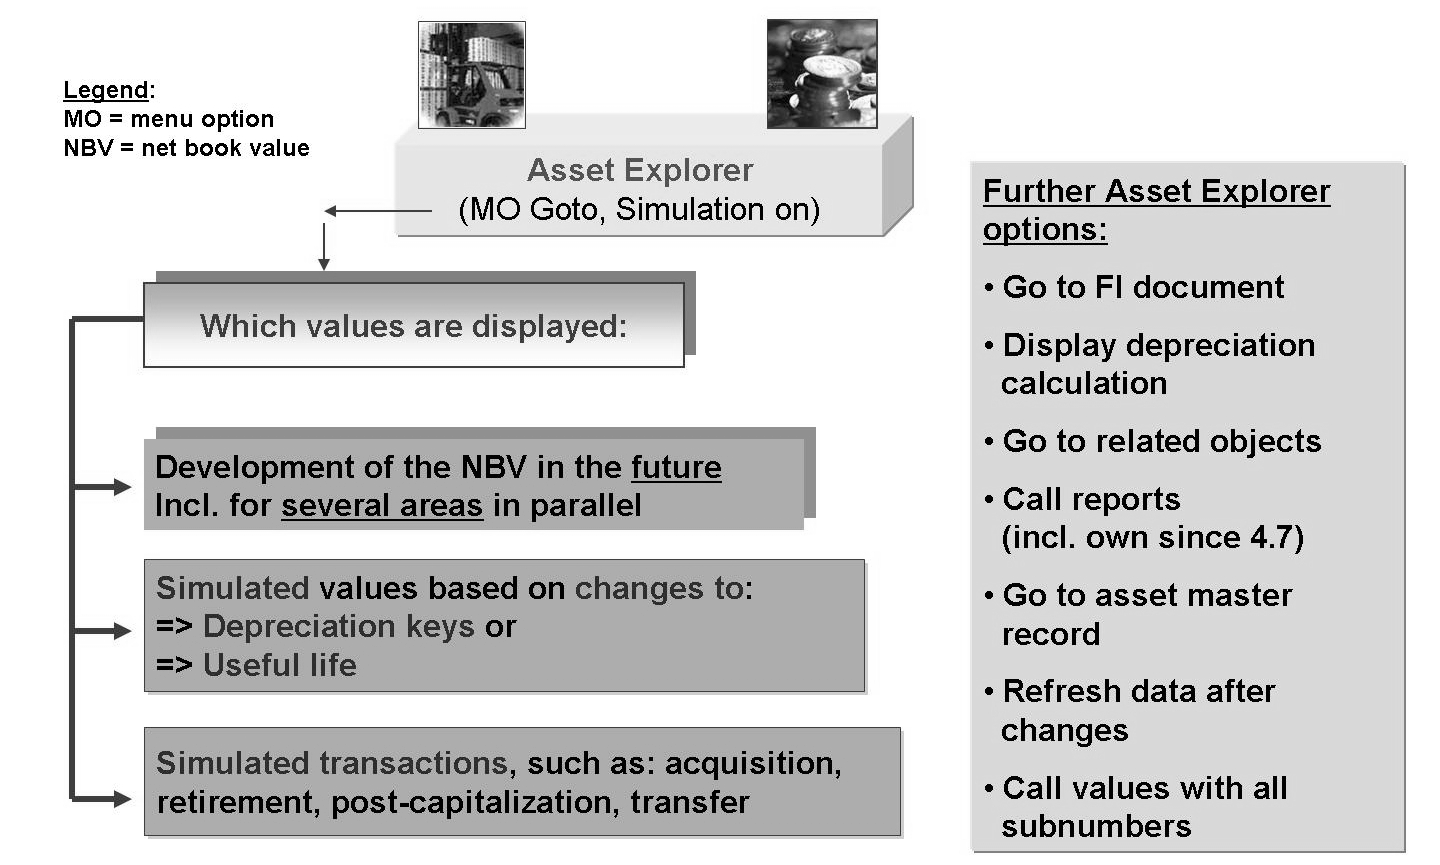 Legend:
MO = menu option
NBV = net book value
Asset Explorer
(MO Goto, Simulation on)
Which values are displayed:
Development of the NBV in the future
Incl. for several areas in parallel
Simulated values based on changes to:
=> Depreciation keys or
=> Useful life
Simulated transactions, such as: acquisition,
retirement, post-capitalization, transfer
Further Asset Explorer
options:
• Go to FI document
• Display depreciation
calculation
• Go to related objects
• Call reports
(incl. own since 4.7)
• Go to asset master
record
• Refresh data after
changes
• Call values with all
subnumbers